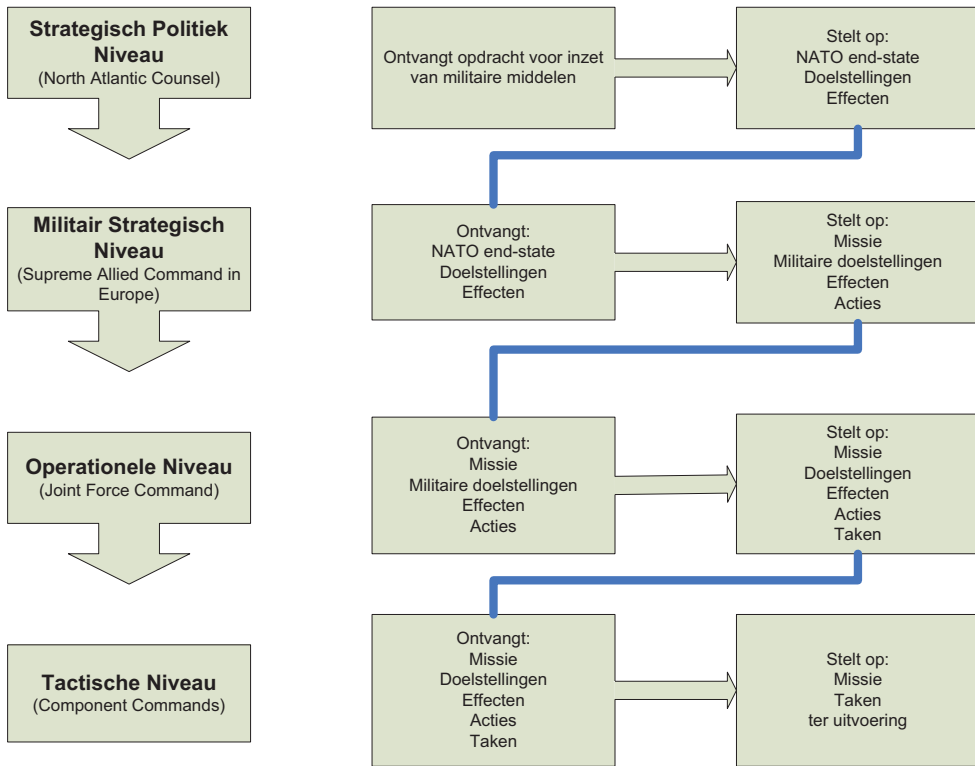 Strategisch Politiek
Niveau
(North Atlantic Counsel)
Ontvangt opdracht voor inzet
van militaire middelen
Stelt op:
NATO end-state
Doelstellingen
Effecten
Militair Strategisch
Niveau
(Supreme Allied Command in
Europe)
Ontvangt:
NATO end-state
Doelstellingen
Effecten
Stelt op:
Missie
Militaire doelstellingen
Effecten
Acties
Operationele Niveau
(Joint Force Command)
Ontvangt:
Missie
Militaire doelstellingen
Effecten
Acties
Stelt op:
Missie
Doelstellingen
Effecten
Acties
Taken
Tactische Niveau
(Component Commands)
Ontvangt:
Missie
Doelstellingen
Effecten
Acties
Taken
Stelt op:
Missie
Taken
ter uitvoering